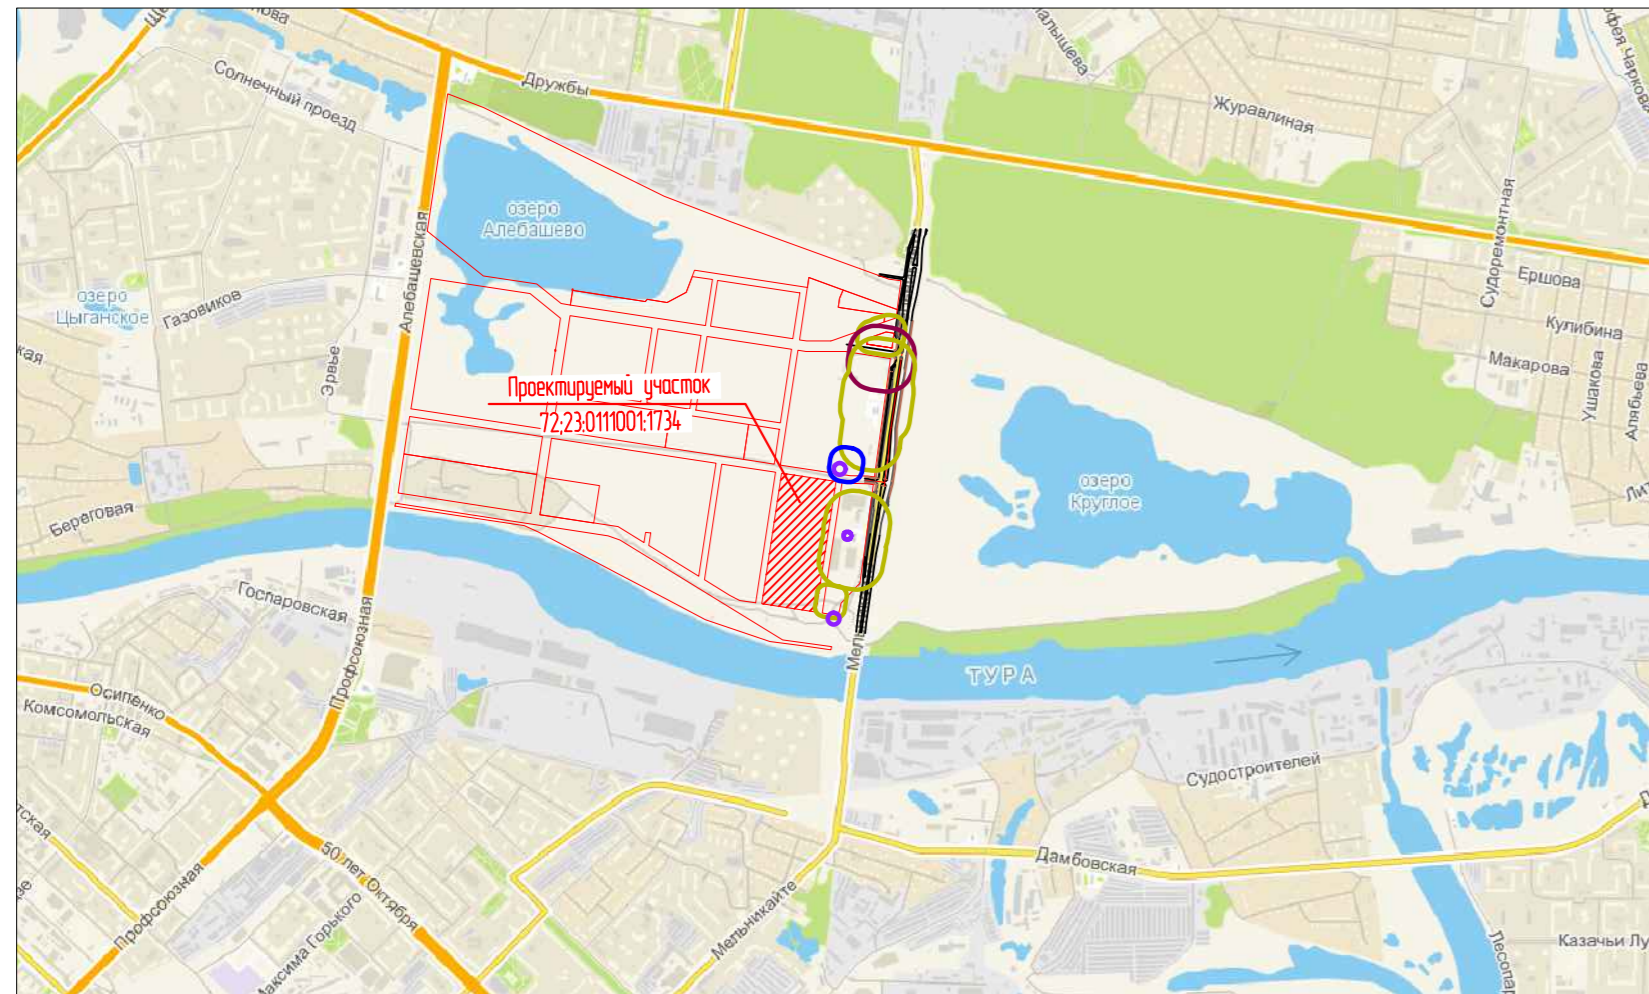 Солнечный проезд
Дружбы
Журавлиная
озеро
Алебашево
Алебашевская
Судоремонтная
Ершова
озеро
Цыганское
Газовиков
Кулибина
Макарова
Ушакова
Эрвье
Проектируемый участок
72;23;0111001:1734
озеро
Круглое
Береговая
Госпаровская
Профсоюзная
ТУРА
Осипенко
Комсомольская
Судостроителей
50 лет Октября
Дамбовская
Профсоюзная
Максима Горького
Мельникайте
Казачьи Лу